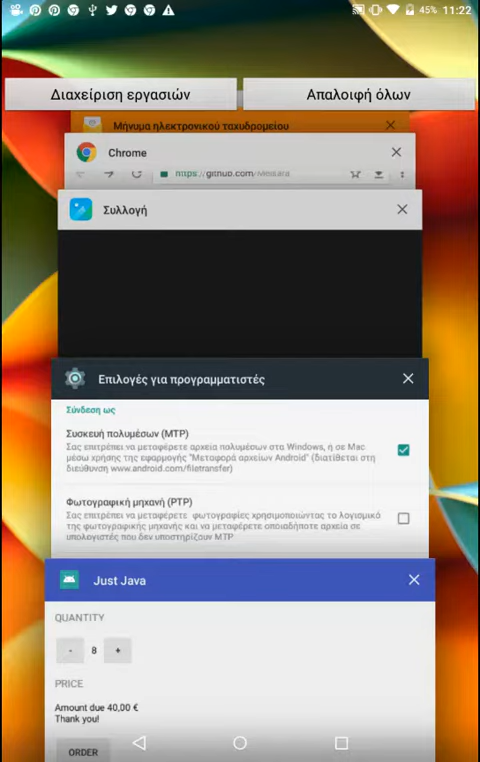 45% 11:22
Διαχείριση εργασιών
Απαλοιφή όλων
Μήνυμα ηλεκτρονικού ταχυδρομείου
Chrome
https://github.com/
Συλλογή
Επιλογές για προγραμματιστές
Σύνδεση ως
Συσκευή πολυμέσων (MTP)
Σας επιτρέπει να μεταφέρετε αρχεία πολυμέσων στα Windows, ή σε Mac
μέσω χρήσης της εφαρμογής "Μεταφορά αρχείων Android" (διατίθεται στη
διεύθυνση www.android.com/filetransfer)
Φωτογραφική μηχανή (PTP)
Σας επιτρέπει να μεταφέρετε φωτογραφίες χρησιμοποιώντας το λογισμικό
της φωτογραφικής μηχανής και να μεταφέρετε οποιαδήποτε αρχεία σε
υπολογιστές που δεν υποστηρίζουν MTP
Just Java
QUANTITY
- 8 +
PRICE
Amount due 40,00 €
Thank you!
ORDER